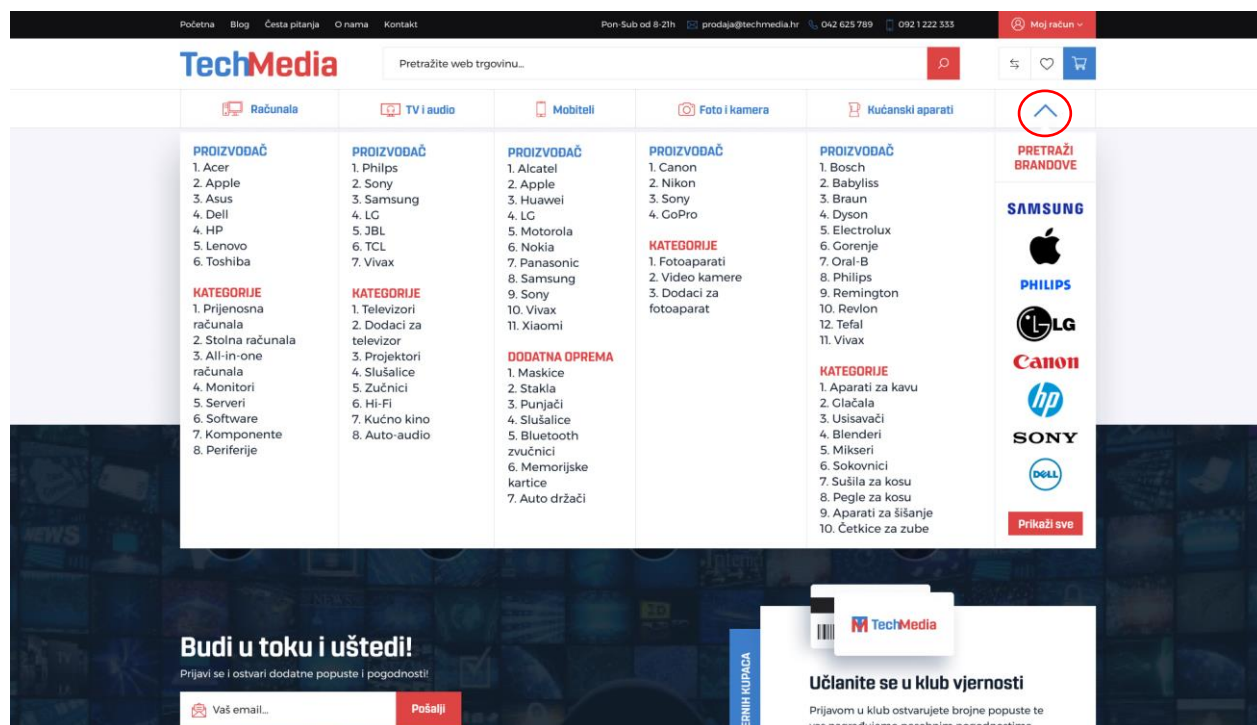 Početna Blog Česta pitanja O nama Kontakt Pon-Sub od 8-21h prodaja@techmedia.hr 042 625 789 092 1 222 333 Moj račun
TechMedia Pretražite web trgovinu...
Računala TV i audio Mobiteli Foto i kamera Kućanski aparati
PROIZVOĐAČ
1. Acer
2. Apple
3. Asus
4. Dell
4. HP
5. Lenovo
6. Toshiba
KATEGORIJE
1. Prijenosna
računala
2. Stolna računala
3. All-in-one
računala
4. Monitori
5. Serveri
6. Software
7. Komponente
8. Periferije
PROIZVOĐAČ
1. Philps
2. Sony
3. Samsung
4. LG
5. JBL
6. TCL
7. Vivax
KATEGORIJE
1. Televizori
2. Dodaci za
televizor
3. Projektori
4. Slušalice
5. Zučnici
6. Hi-Fi
7. Kućno kino
8. Auto-audio
PROIZVOĐAČ
1. Alcatel
2. Apple
3. Huawei
4. LG
5. Motorola
6. Nokia
7. Panasonic
8. Samsung
9. Sony
10. Vivax
11. Xiaomi
DODATNA OPREMA
1. Maskice
2. Stakla
3. Punjači
4. Slušalice
5. Bluetooth
zvučnici
6. Memorijske
kartice
7. Auto držači
PROIZVOĐAČ
1. Canon
2. Nikon
3. Sony
4. GoPro
KATEGORIJE
1. Fotoaparati
2. Video kamere
3. Dodaci za
fotoaparat
PROIZVOĐAČ
1. Bosch
2. Babyliss
3. Braun
4. Dyson
5. Electrolux
6. Gorenje
7. Oral-B
8. Philips
9. Remington
10. Revlon
12. Tefal
11. Vivax
KATEGORIJE
1. Aparati za kavu
2. Glačala
3. Usisavači
4. Blenderi
5. Mikseri
6. Sokovnici
7. Sušila za kosu
8. Pegle za kosu
9. Aparati za šišanje
10. Četkice za zube
PRETRAŽI
BRANDOVE
SAMSUNG
PHILIPS
LG
Canon
hp
SONY
DELL
Prikaži sve
NEWS
Budi u toku i uštedi!
Prijavi se i ostvari dodatne popuste i pogodnosti!
Vaš email... Pošalji
KUPACA
TechMedia
Učlanite se u klub vjernosti
Prijavom u klub ostvarujete brojne popuste te